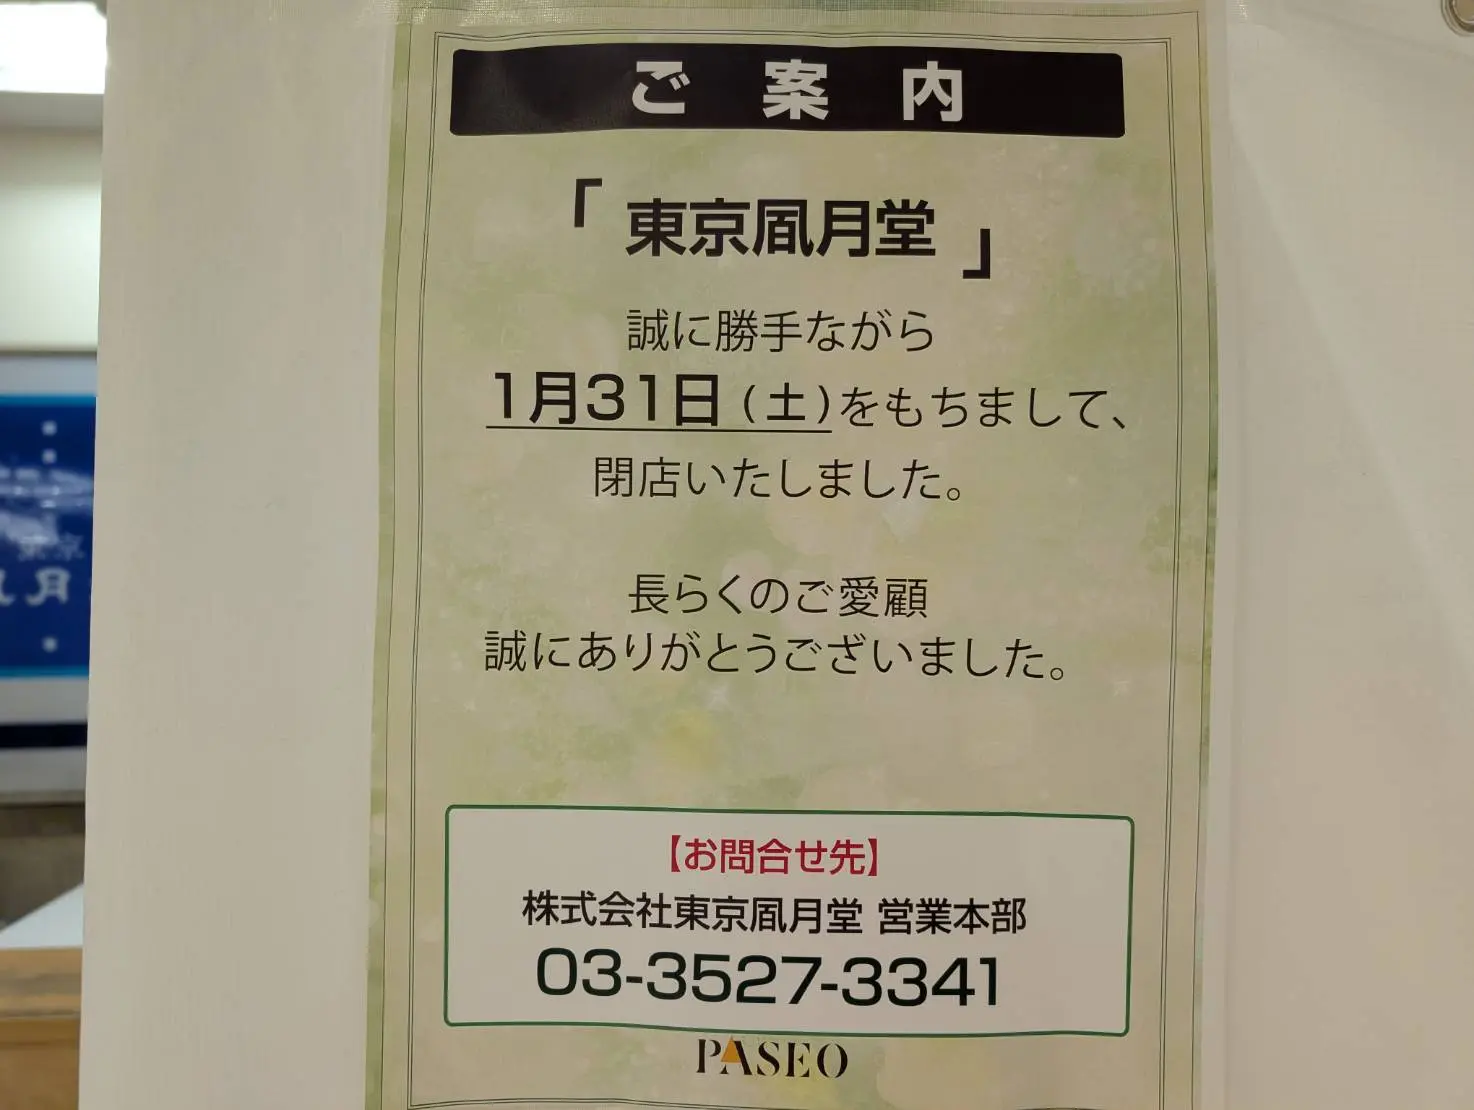 ご案内
「東京凮月堂」
誠に勝手ながら
1月31日(土)をもちまして、
閉店いたしました。
長らくのご愛顧
誠にありがとうございました。
【お問合せ先】
株式会社東京凮月堂 営業本部
03-3527-3341
PASEO
東京
月